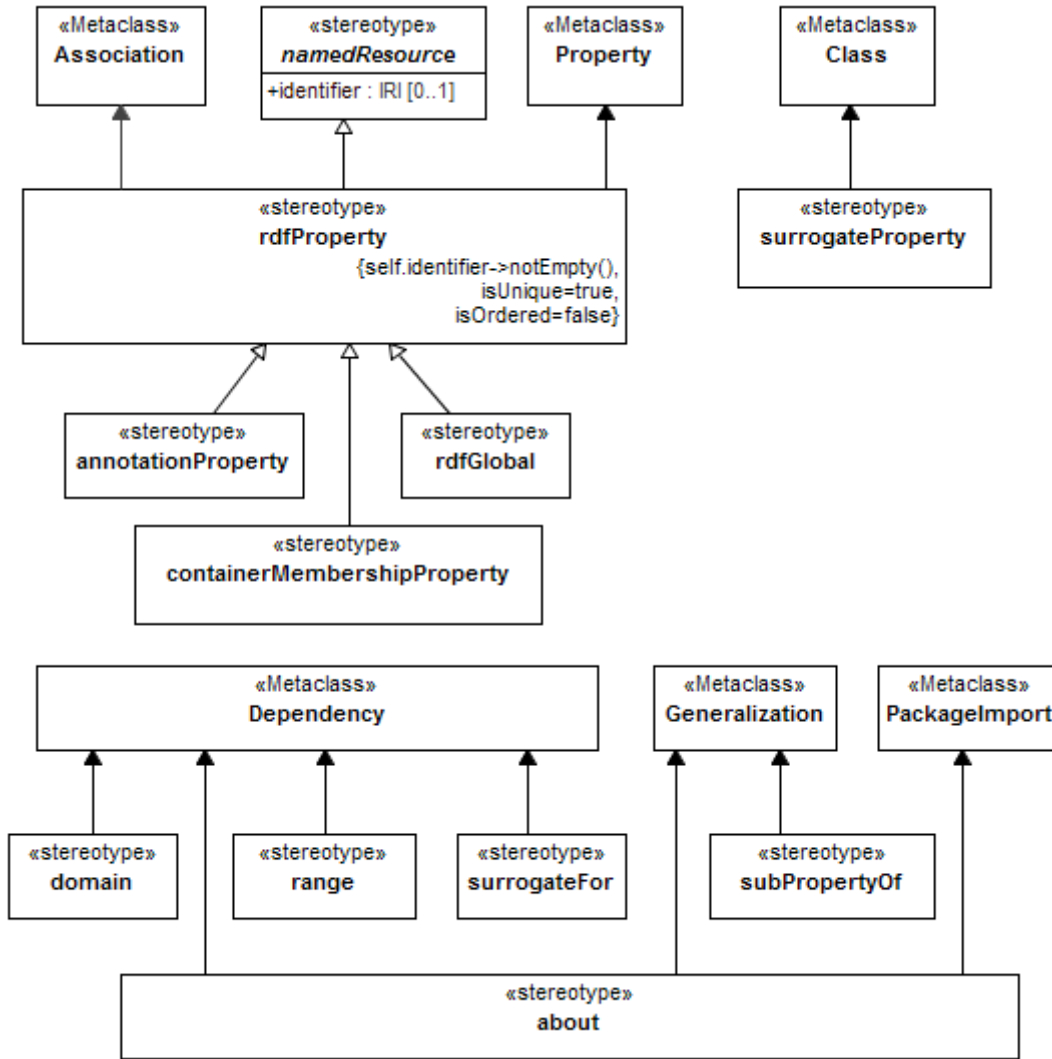 «Metaclass»
Association
«stereotype»
namedResource
+identifier : IRI [0..1]
«Metaclass»
Property
«Metaclass»
Class
«stereotype»
rdfProperty
{self.identifier->notEmpty(),
isUnique=true,
isOrdered=false}
«stereotype»
surrogateProperty
«stereotype»
annotationProperty
«stereotype»
rdfGlobal
«stereotype»
containerMembershipProperty
«Metaclass»
Dependency
«Metaclass»
Generalization
«Metaclass»
PackageImport
«stereotype»
domain
«stereotype»
range
«stereotype»
surrogateFor
«stereotype»
subPropertyOf
«stereotype»
about